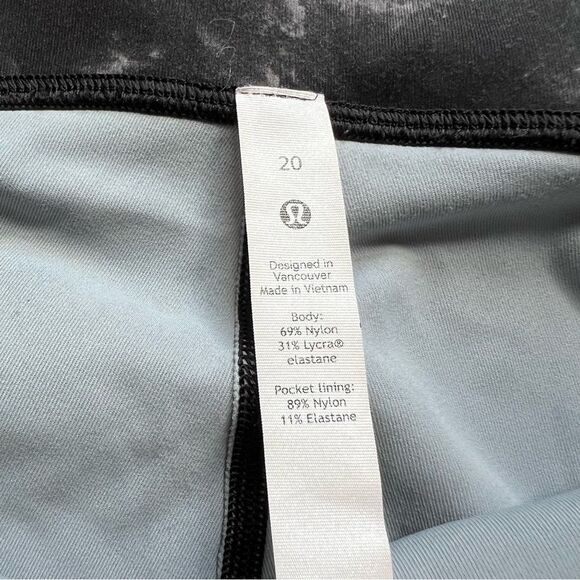 20
Designed in
Vancouver
Made in Vietnam
Body:
69% Nylon
31% Lycra®
elastane
Pocket lining:
89% Nylon
11% Elastane